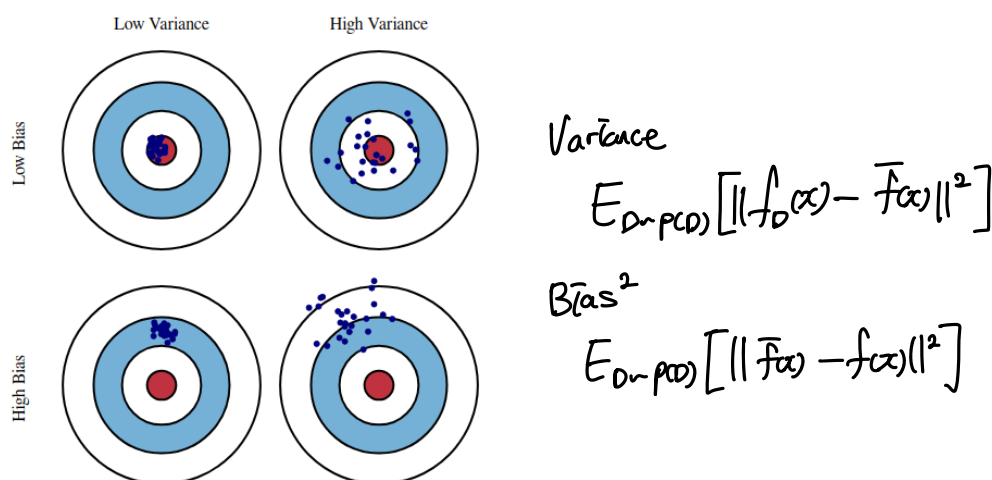 Low Variance
High Variance
Low Bias
High Bias
Variance
E_{D~p(D)}[||f_D(x) − f̄(x)||²]
Bias²
E_{D~p(D)}[||f̄(x) − f(x)||²]